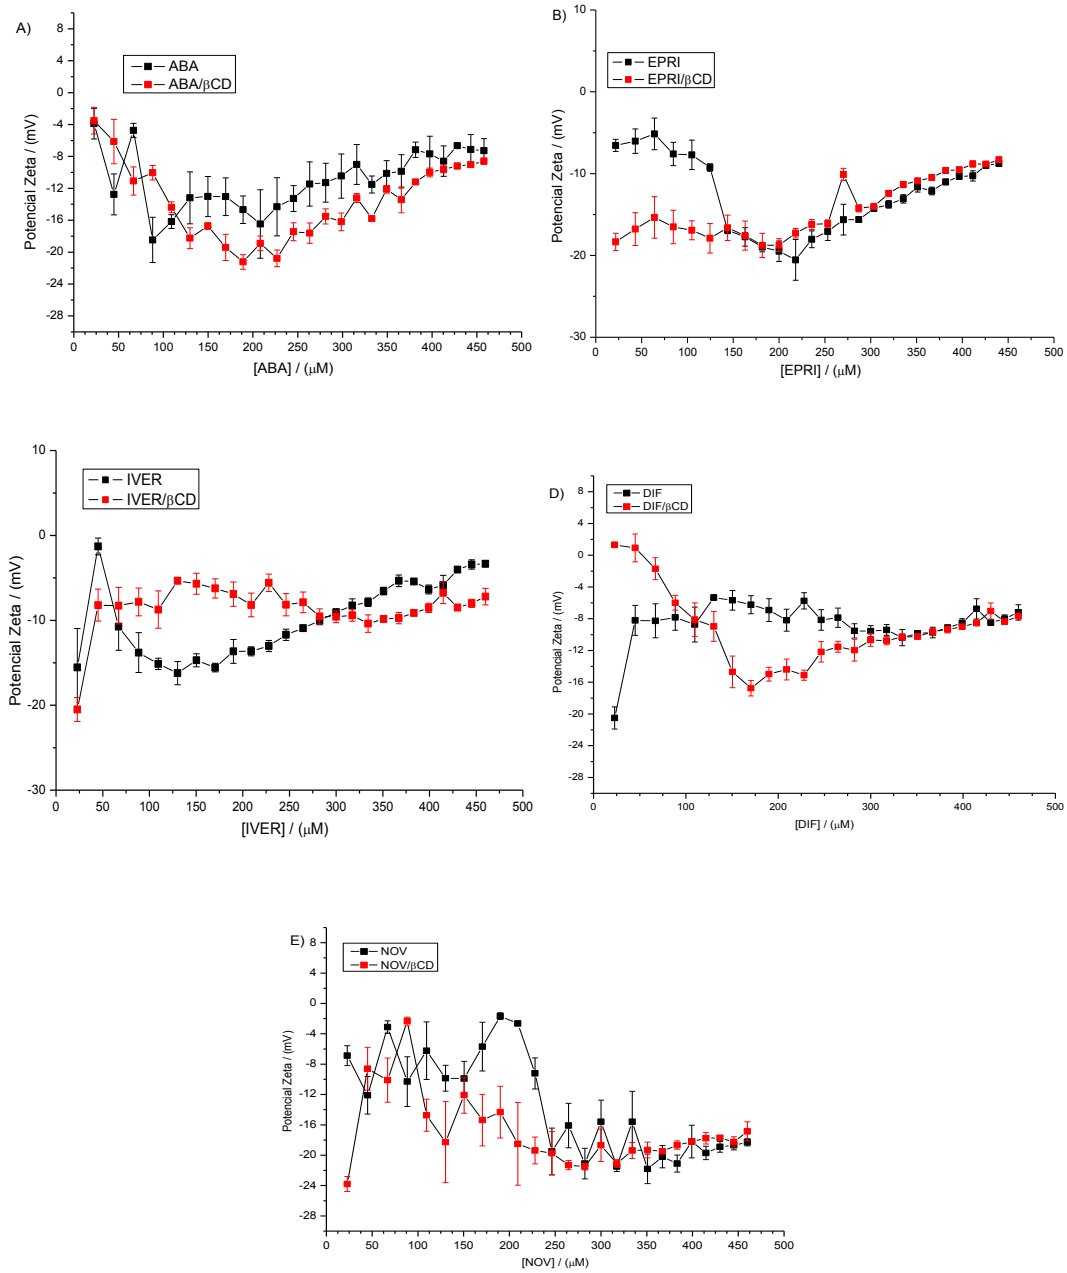 A)
ABA
ABA/βCD
Potencial Zeta / (mV)
8
4
0
-4
-8
-12
-16
-20
-24
-28
0 50 100 150 200 250 300 350 400 450 500
[ABA] / (μM)
B)
EPRI
EPRI/βCD
Potencial Zeta / (mV)
10
0
-10
-20
-30
0 50 100 150 200 250 300 350 400 450 500
[EPRI] / (μM)
IVER
IVER/βCD
Potencial Zeta / (mV)
10
0
-10
-20
-30
0 50 100 150 200 250 300 350 400 450 500
[IVER] / (μM)
D)
DIF
DIF/βCD
Potencial Zeta / (mV)
8
4
0
-4
-8
-12
-16
-20
-24
-28
0 100 200 300 400 500
[DIF] / (μM)
E)
NOV
NOV/βCD
Potencial Zeta / (mV)
8
4
0
-4
-8
-12
-16
-20
-24
-28
0 50 100 150 200 250 300 350 400 450 500
[NOV] / (μM)